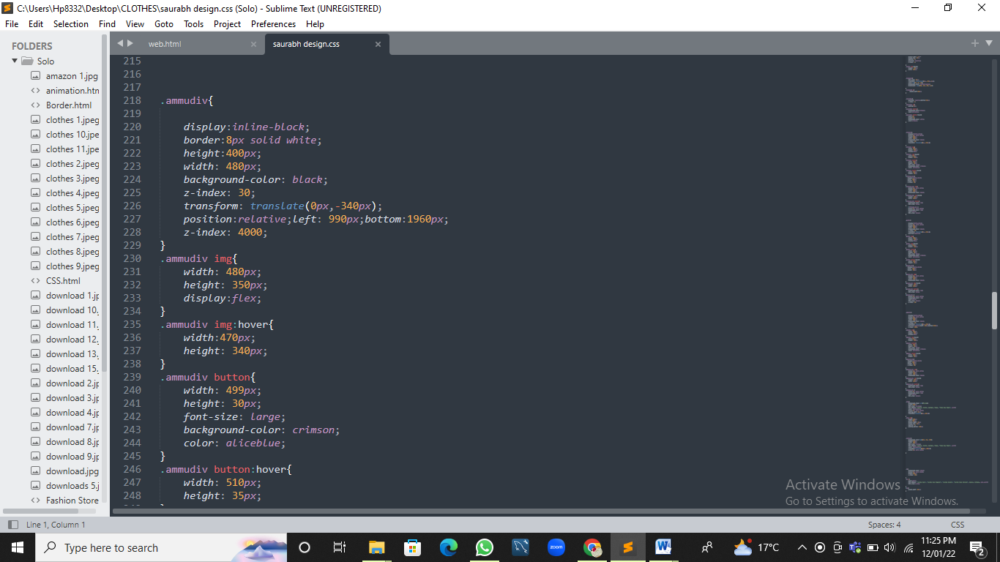 C:\Users\Hp8332\Desktop\CLOTHES\saurabh design.css (Solo) - Sublime Text (UNREGISTERED)
File Edit Selection Find View Goto Tools Project Preferences Help
FOLDERS
Solo
amazon 1.jpg
animation.htn
Border.html
clothes 1.jpeg
clothes 10.jpe
clothes 11.jpe
clothes 2.jpeg
clothes 3.jpeg
clothes 4.jpeg
clothes 5.jpeg
clothes 6.jpeg
clothes 7.jpeg
clothes 8.jpeg
clothes 9.jpeg
CSS.html
download 1.jp
download 10.
download 11.
download 12.
download 13.
download 15.
download 2.jp
download 3.jp
download 4.jp
download 7.jp
download 8.jp
download 9.jp
download.jpg
downloads 5.j
Fashion Store
web.html
saurabh design.css
215
216
217
218 .ammudiv{
219
220 display:inline-block;
221 border:8px solid white;
222 height:400px;
223 width: 480px;
224 background-color: black;
225 z-index: 30;
226 transform: translate(0px,-340px);
227 position:relative;left: 990px;bottom:1960px;
228 z-index: 4000;
229 }
230 .ammudiv img{
231 width: 480px;
232 height: 350px;
233 display:flex;
234 }
235 .ammudiv img:hover{
236 width:470px;
237 height: 340px;
238 }
239 .ammudiv button{
240 width: 499px;
241 height: 30px;
242 font-size: large;
243 background-color: crimson;
244 color: aliceblue;
245 }
246 .ammudiv button:hover{
247 width: 510px;
248 height: 35px;
Activate Windows
Go to Settings to activate Windows.
Line 1, Column 1
Spaces: 4
CSS
Type here to search
zoom
17°C
11:25 PM
12/01/22
2